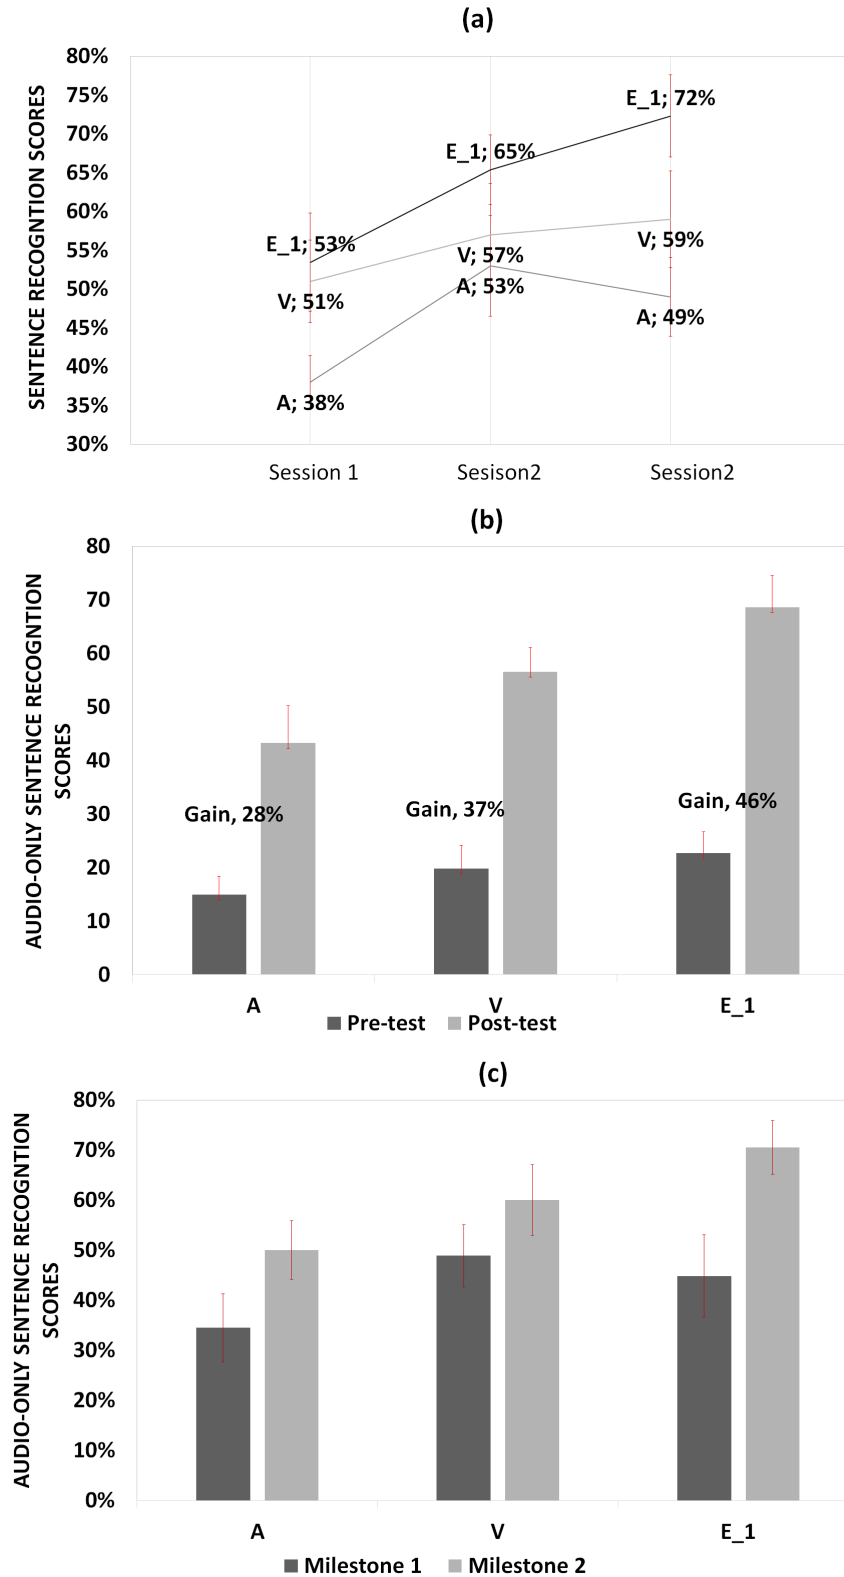 (a)
SENTENCE RECOGNTION SCORES
80%
75%
70%
65%
60%
55%
50%
45%
40%
35%
30%
E_1; 53%
E_1; 65%
E_1; 72%
V; 51%
V; 57%
V; 59%
A; 38%
A; 53%
A; 49%
Session 1
Sesison2
Session2
(b)
AUDIO-ONLY SENTENCE RECOGNTION
SCORES
80
70
60
50
40
30
20
10
0
Gain, 28%
Gain, 37%
Gain, 46%
A
V
E_1
Pre-test
Post-test
(c)
AUDIO-ONLY SENTENCE RECOGNTION
SCORES
80%
70%
60%
50%
40%
30%
20%
10%
0%
A
V
E_1
Milestone 1
Milestone 2